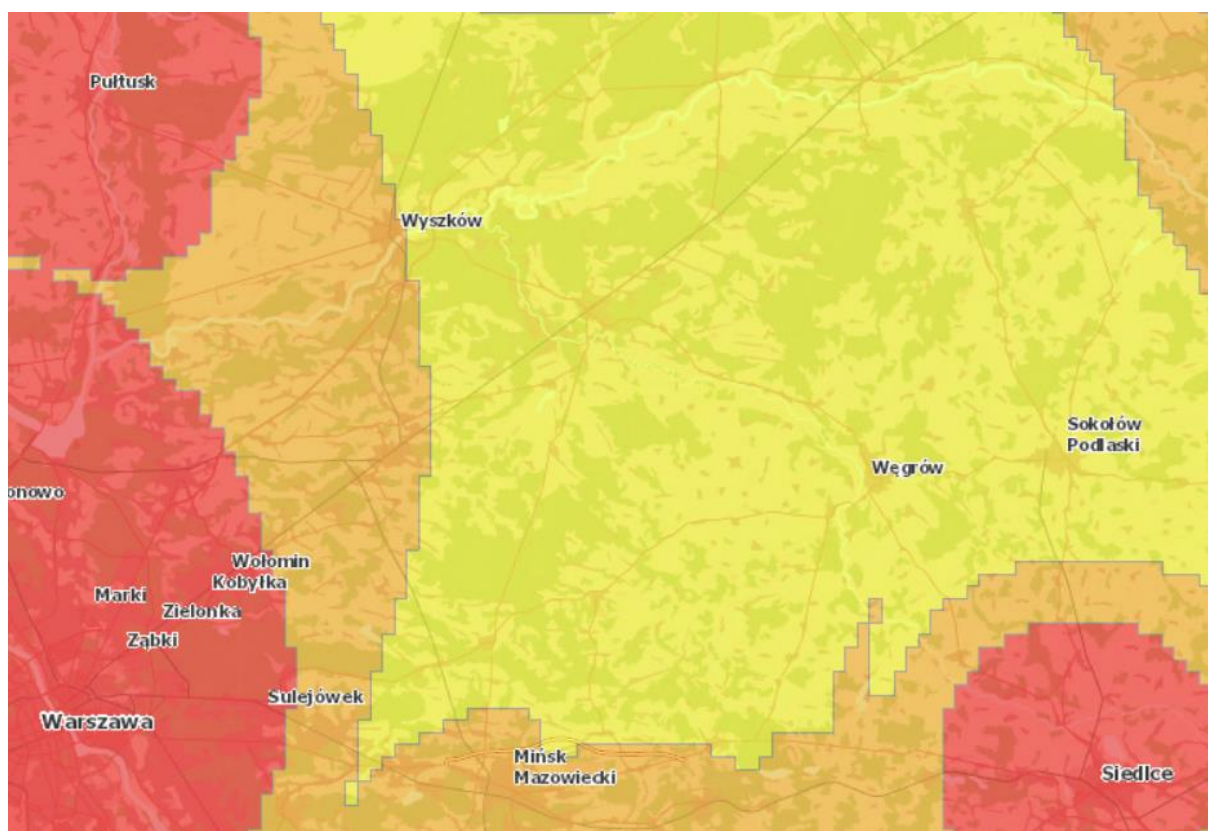 Pułtusk
Wyszków
Sokołów
Podlaski
Węgrów
onowo
Wołomin
Kobyłka
Marki
Zielonka
Ząbki
Sulejówek
Warszawa
Mińsk
Mazowiecki
Siedlce